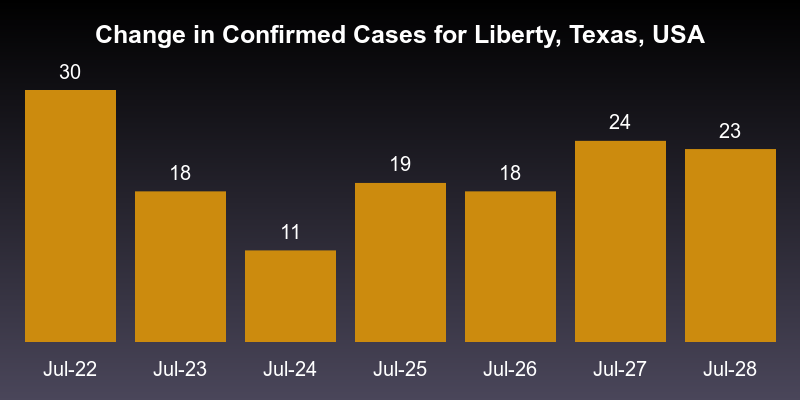 Change in Confirmed Cases for Liberty, Texas, USA
30
18
11
19
18
24
23
Jul-22
Jul-23
Jul-24
Jul-25
Jul-26
Jul-27
Jul-28